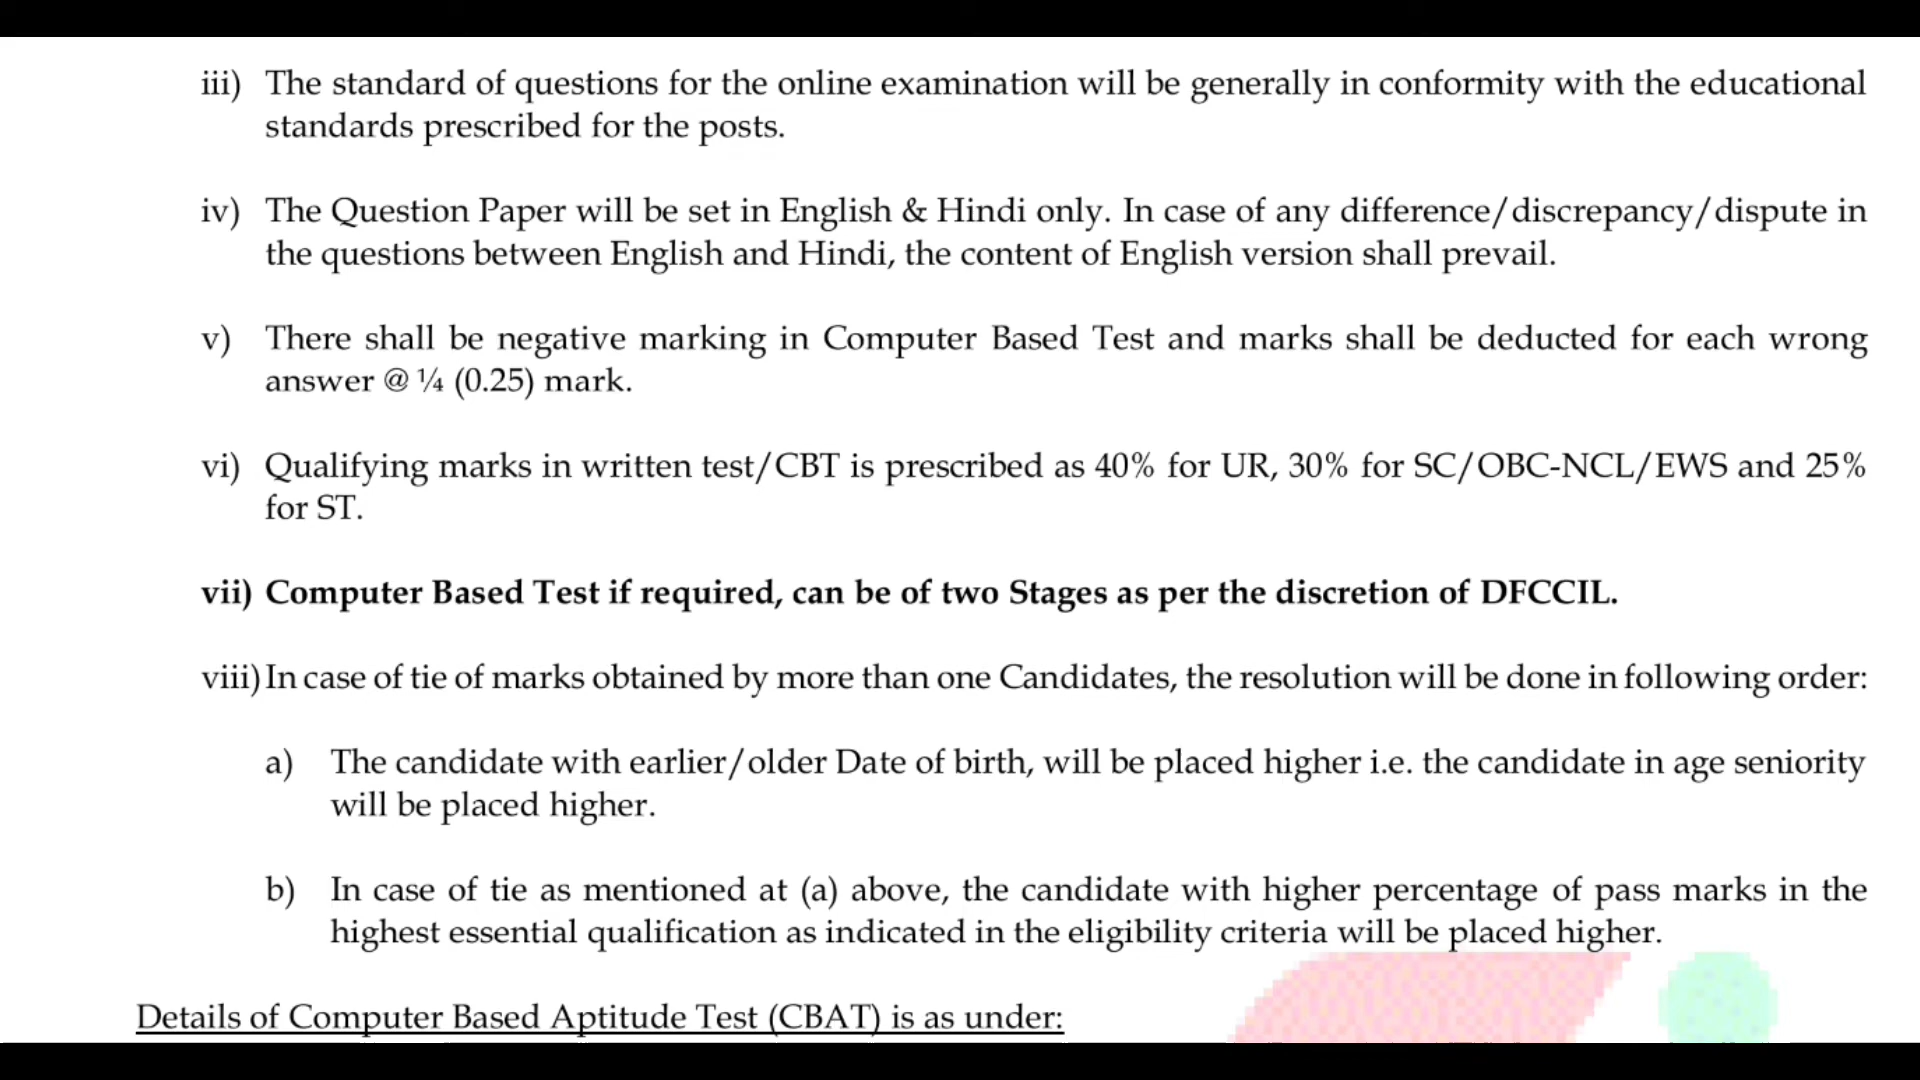 iii) The standard of questions for the online examination will be generally in conformity with the educational
standards prescribed for the posts.
iv) The Question Paper will be set in English & Hindi only. In case of any difference/discrepancy/dispute in
the questions between English and Hindi, the content of English version shall prevail.
v) There shall be negative marking in Computer Based Test and marks shall be deducted for each wrong
answer @ ¼ (0.25) mark.
vi) Qualifying marks in written test/CBT is prescribed as 40% for UR, 30% for SC/OBC-NCL/EWS and 25%
for ST.
vii) Computer Based Test if required, can be of two Stages as per the discretion of DFCCIL.
viii) In case of tie of marks obtained by more than one Candidates, the resolution will be done in following order:
a) The candidate with earlier/older Date of birth, will be placed higher i.e. the candidate in age seniority
will be placed higher.
b) In case of tie as mentioned at (a) above, the candidate with higher percentage of pass marks in the
highest essential qualification as indicated in the eligibility criteria will be placed higher.
Details of Computer Based Aptitude Test (CBAT) is as under: